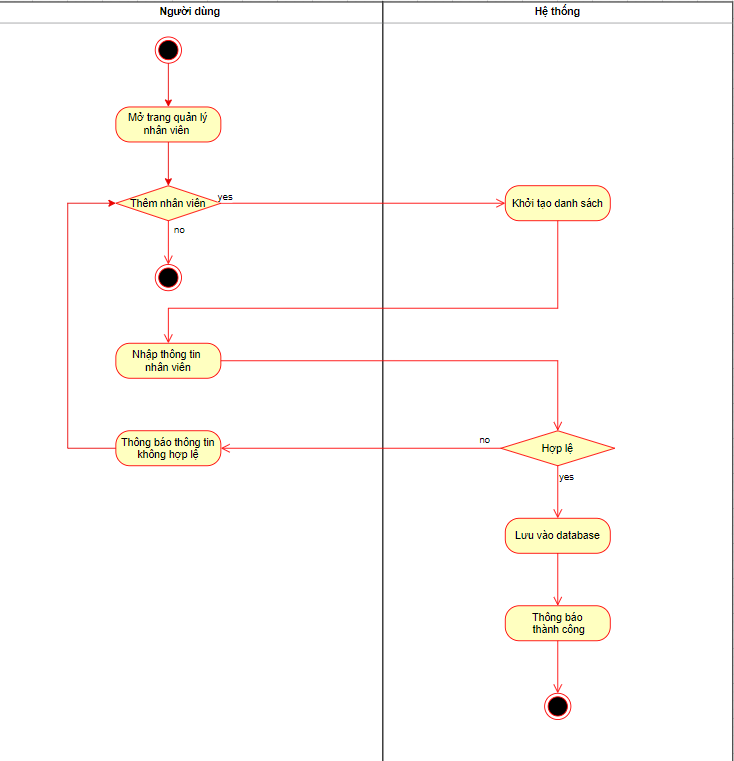 Người dùng
Hệ thống
Mở trang quản lý
nhân viên
Thêm nhân viên
yes
Khởi tạo danh sách
no
Nhập thông tin
nhân viên
Thông báo thông tin
không hợp lệ
no
Hợp lệ
yes
Lưu vào database
Thông báo
thành công